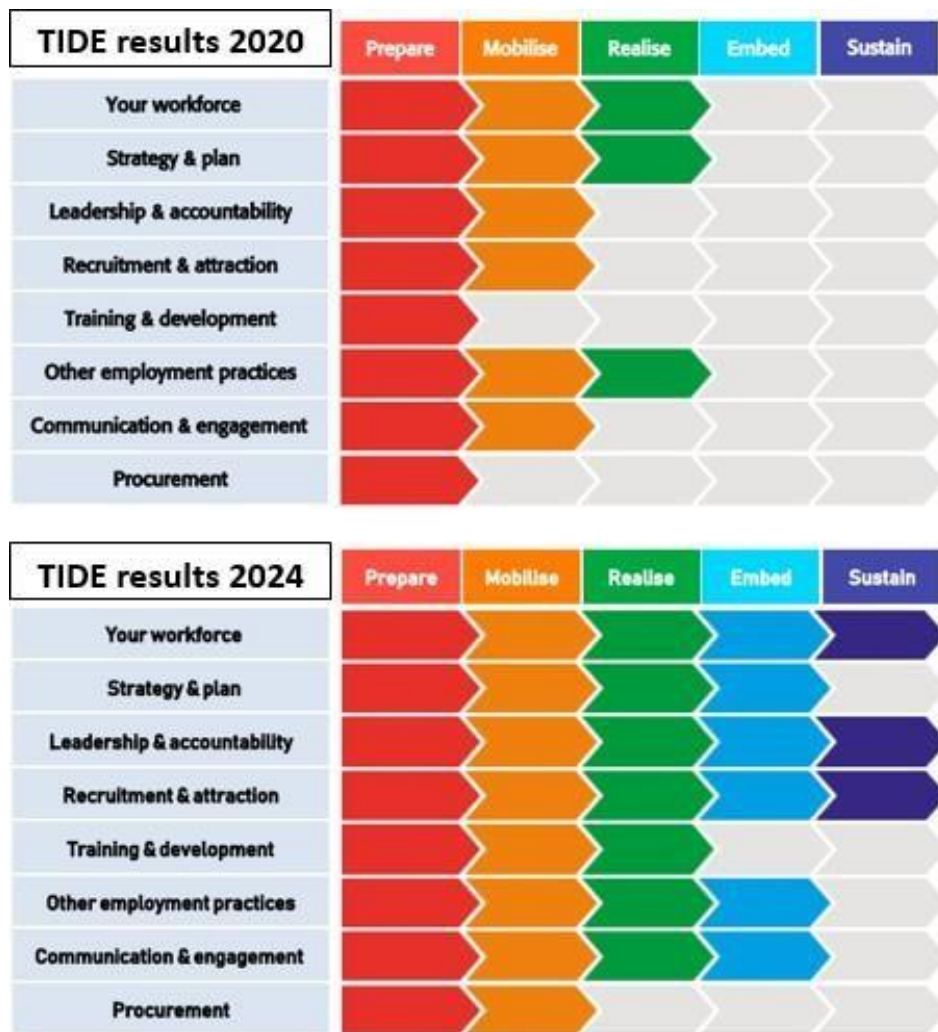 TIDE results 2020
Prepare Mobilise Realise Embed Sustain
Your workforce
Strategy & plan
Leadership & accountability
Recruitment & attraction
Training & development
Other employment practices
Communication & engagement
Procurement
TIDE results 2024
Prepare Mobilise Realise Embed Sustain
Your workforce
Strategy & plan
Leadership & accountability
Recruitment & attraction
Training & development
Other employment practices
Communication & engagement
Procurement